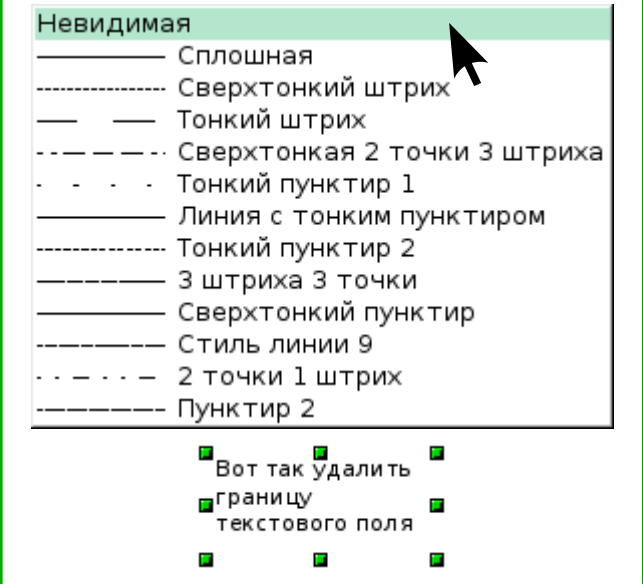 Невидимая
Сплошная
Сверхтонкий штрих
Тонкий штрих
Сверхтонкая 2 точки 3 штриха
Тонкий пунктир 1
Линия с тонким пунктиром
Тонкий пунктир 2
3 штриха 3 точки
Сверхтонкий пунктир
Стиль линии 9
2 точки 1 штрих
Пунктир 2
Вот так удалить
границу
текстового поля